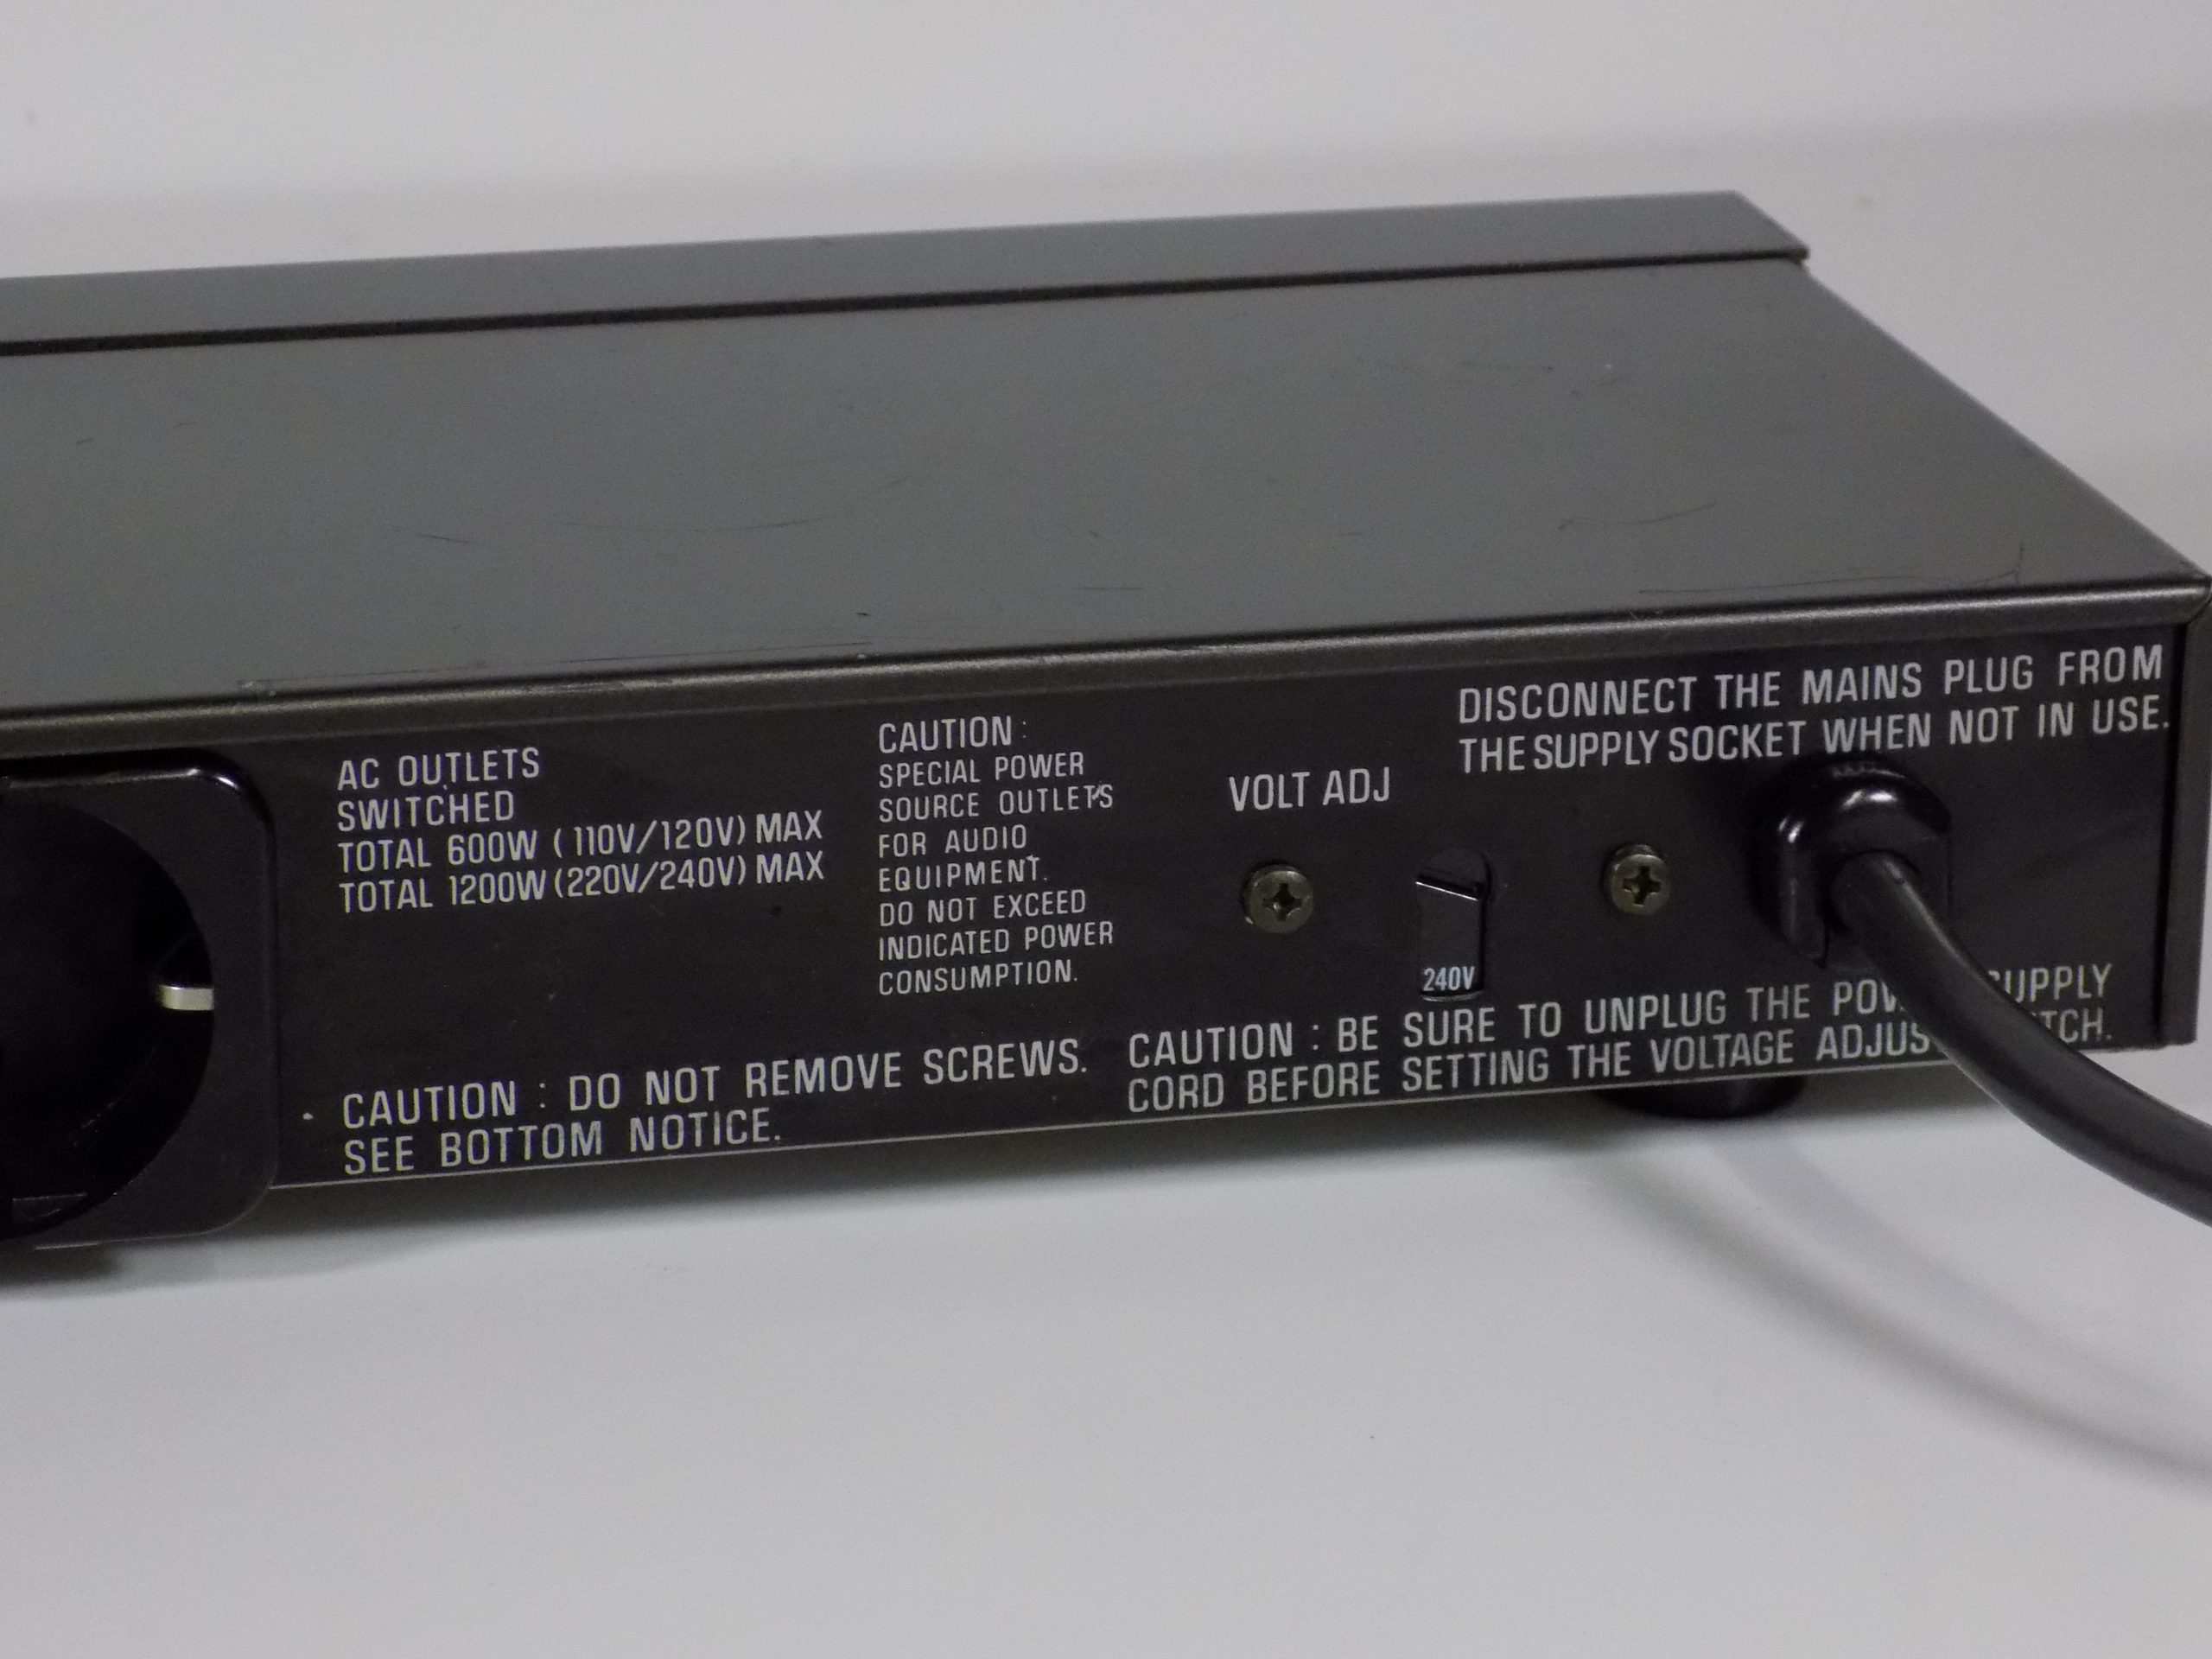 AC OUTLETS
SWITCHED
TOTAL 600W (110V/120V) MAX
TOTAL 1200W (220V/240V) MAX
CAUTION :
SPECIAL POWER
SOURCE OUTLETS
FOR AUDIO
EQUIPMENT.
DO NOT EXCEED
INDICATED POWER
CONSUMPTION.
CAUTION : DO NOT REMOVE SCREWS.
SEE BOTTOM NOTICE.
DISCONNECT THE MAINS PLUG FROM
THE SUPPLY SOCKET WHEN NOT IN USE.
VOLT ADJ
240V
CAUTION : BE SURE TO UNPLUG THE SUPPLY
CORD BEFORE SETTING THE VOLTAGE